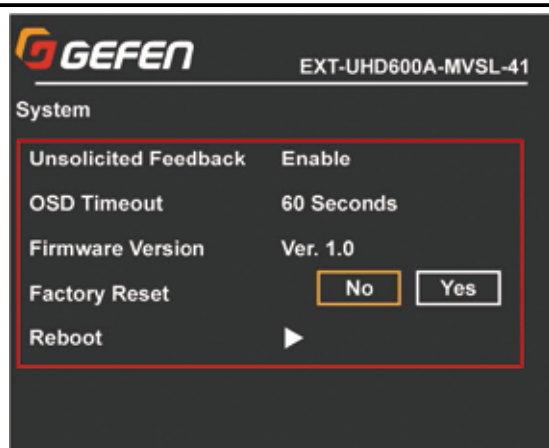 GEFEN
EXT-UHD600A-MVSL-41
System
Unsolicited Feedback Enable
OSD Timeout 60 Seconds
Firmware Version Ver. 1.0
Factory Reset No Yes
Reboot